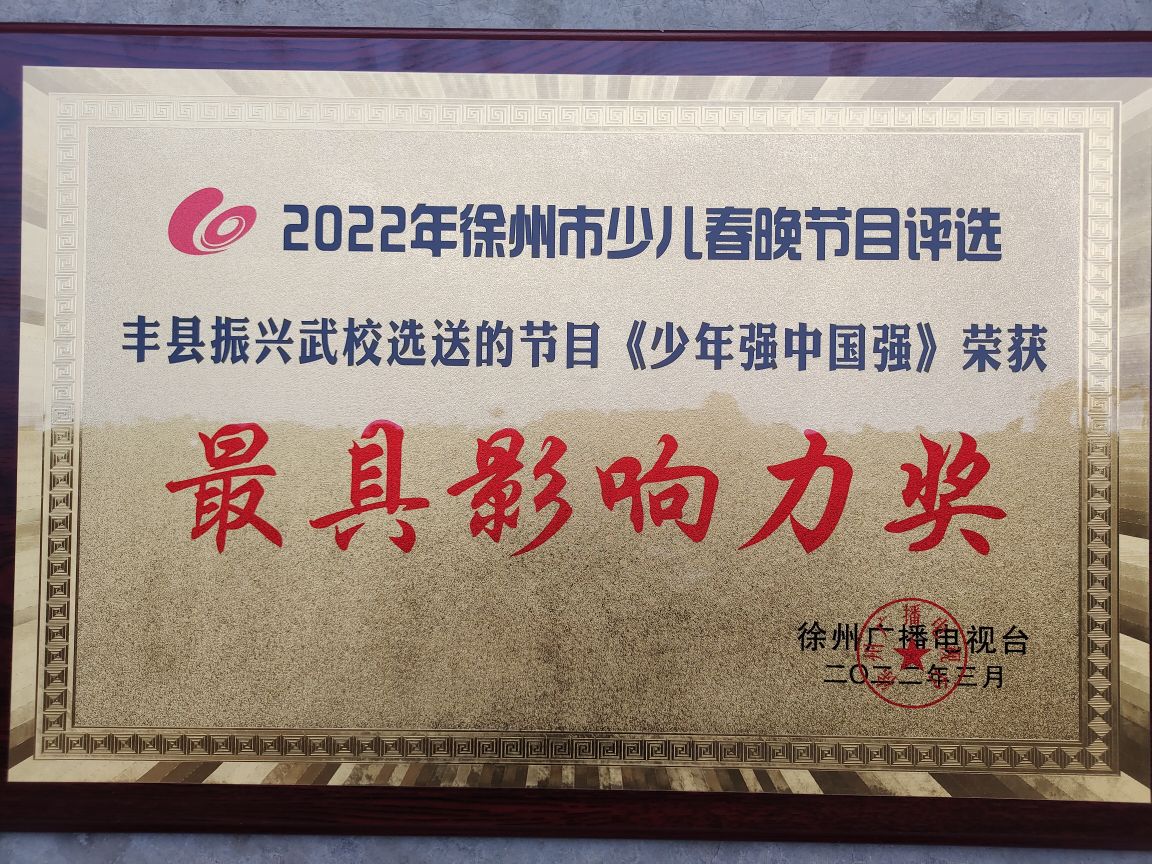 2022年徐州市少儿春晚节目评选
丰县振兴武校选送的节目《少年强中国强》荣获
最具影响力奖
徐州广播电视台
二〇二二年三月